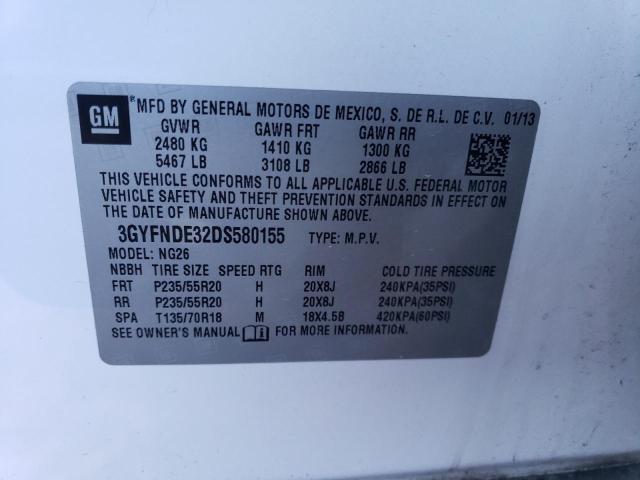 GM
® MFD BY GENERAL MOTORS DE MEXICO, S. DE R.L. DE C.V. 01/13
GVWR GAWR FRT GAWR RR
2480 KG 1410 KG 1300 KG
5467 LB 3108 LB 2866 LB
THIS VEHICLE CONFORMS TO ALL APPLICABLE U.S. FEDERAL MOTOR
VEHICLE SAFETY AND THEFT PREVENTION STANDARDS IN EFFECT ON
THE DATE OF MANUFACTURE SHOWN ABOVE.
3GYFNDE32DS580155 TYPE: M.P.V.
MODEL: NG26
NBBH TIRE SIZE SPEED RTG RIM COLD TIRE PRESSURE
FRT P235/55R20 H 20X8J 240KPA(35PSI)
RR P235/55R20 H 20X8J 240KPA(35PSI)
SPA T135/70R18 M 18X4.5B 420KPA(60PSI)
SEE OWNER'S MANUAL FOR MORE INFORMATION.